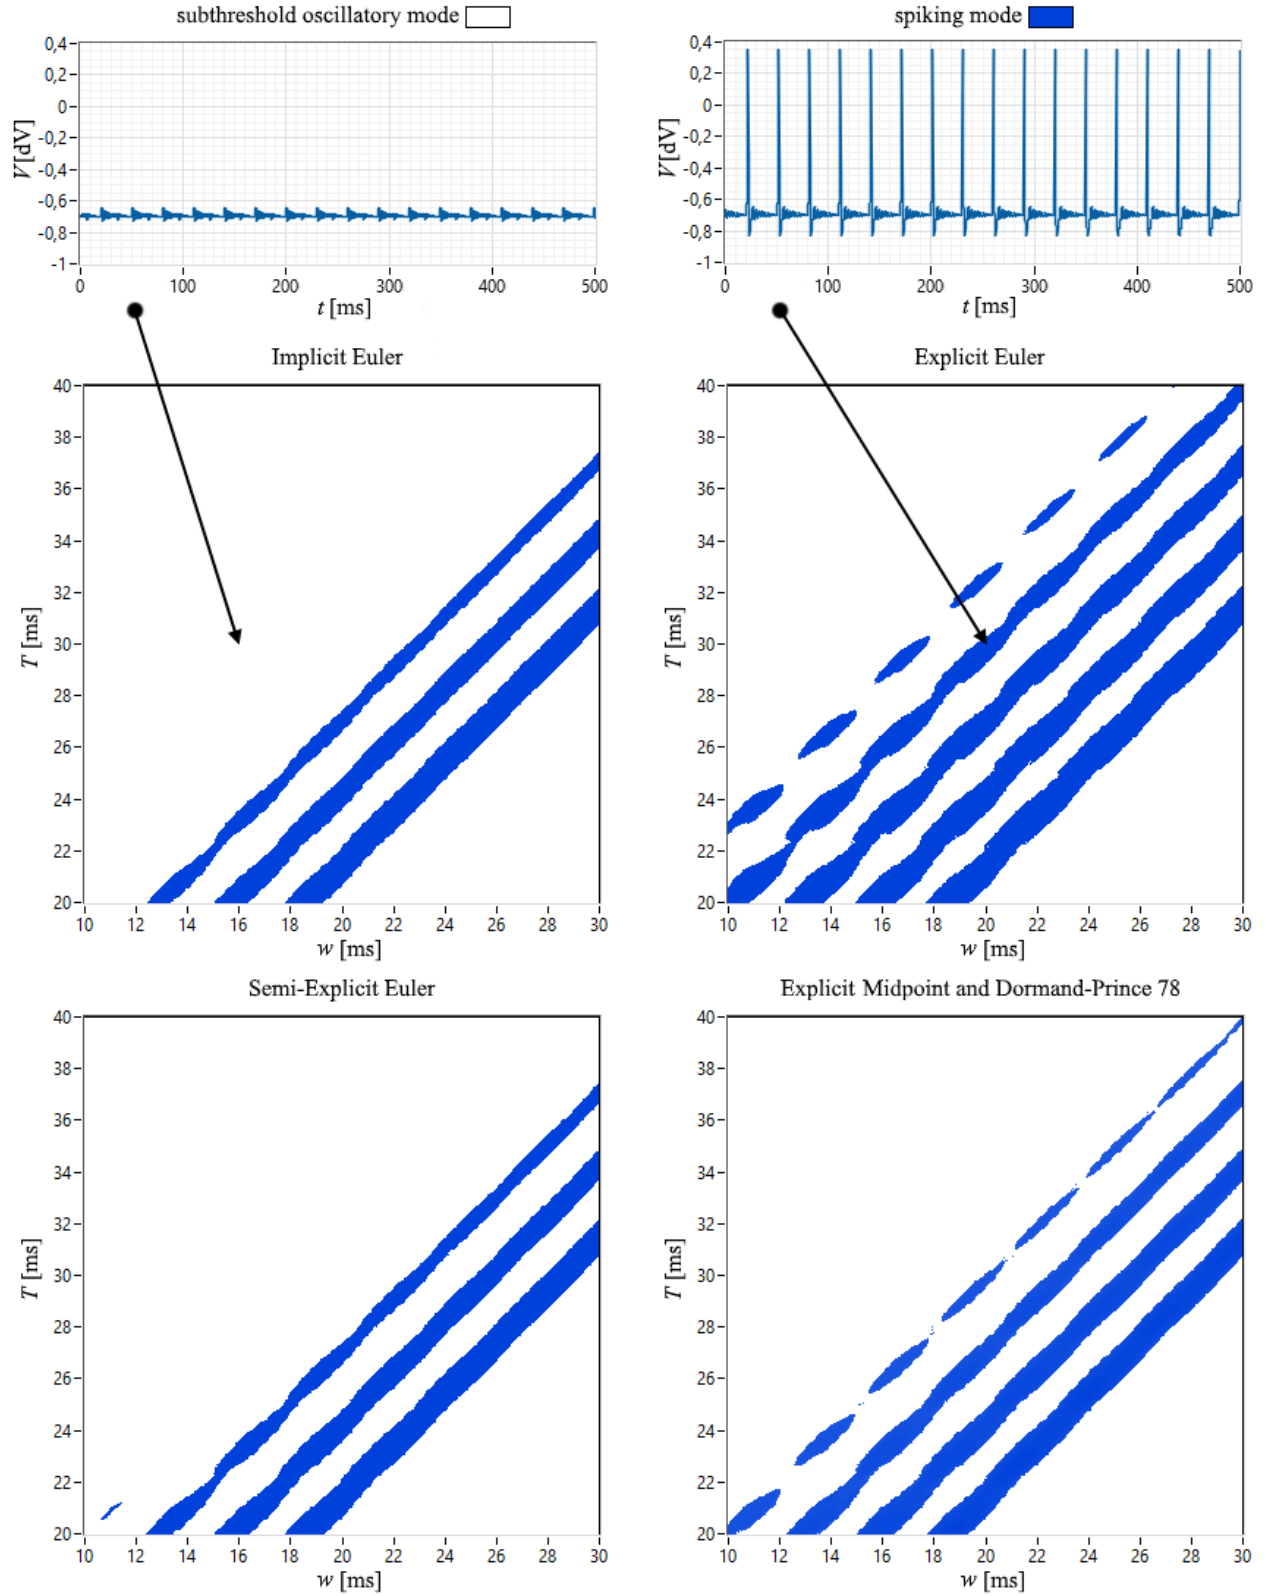 subthreshold oscillatory mode
spiking mode
0,4
0,2
0
-0,2
-0,4
-0,6
-0,8
-1
V[dV]
0 100 200 300 400 500
t [ms]
0,4
0,2
0
-0,2
-0,4
-0,6
-0,8
-1
V[dV]
0 100 200 300 400 500
t [ms]
Implicit Euler
40
38
36
34
32
30
28
26
24
22
20
T [ms]
10 12 14 16 18 20 22 24 26 28 30
w [ms]
Explicit Euler
40
38
36
34
32
30
28
26
24
22
20
T [ms]
10 12 14 16 18 20 22 24 26 28 30
w [ms]
Semi-Explicit Euler
40
38
36
34
32
30
28
26
24
22
20
T [ms]
10 12 14 16 18 20 22 24 26 28 30
w [ms]
Explicit Midpoint and Dormand-Prince 78
40
38
36
34
32
30
28
26
24
22
20
T [ms]
10 12 14 16 18 20 22 24 26 28 30
w [ms]